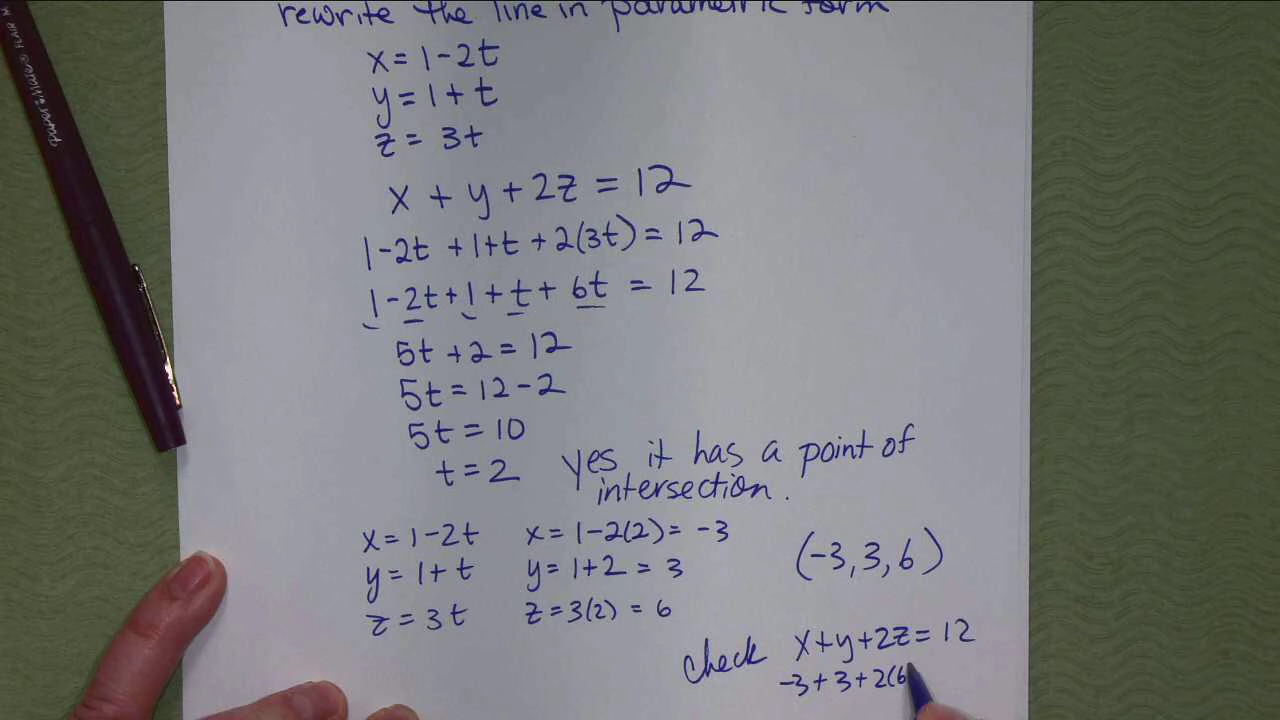 rewrite the line in parametric form
x = 1 - 2t
y = 1 + t
z = 3t
x + y + 2z = 12
1 - 2t + 1 + t + 2(3t) = 12
1 - 2t + 1 + t + 6t = 12
5t + 2 = 12
5t = 12 - 2
5t = 10
t = 2 yes it has a point of
intersection.
x = 1 - 2t x = 1 - 2(2) = -3
y = 1 + t y = 1 + 2 = 3
z = 3t z = 3(2) = 6
(-3, 3, 6)
check x + y + 2z = 12
-3 + 3 + 2(6
paper:mate® FLAIR M